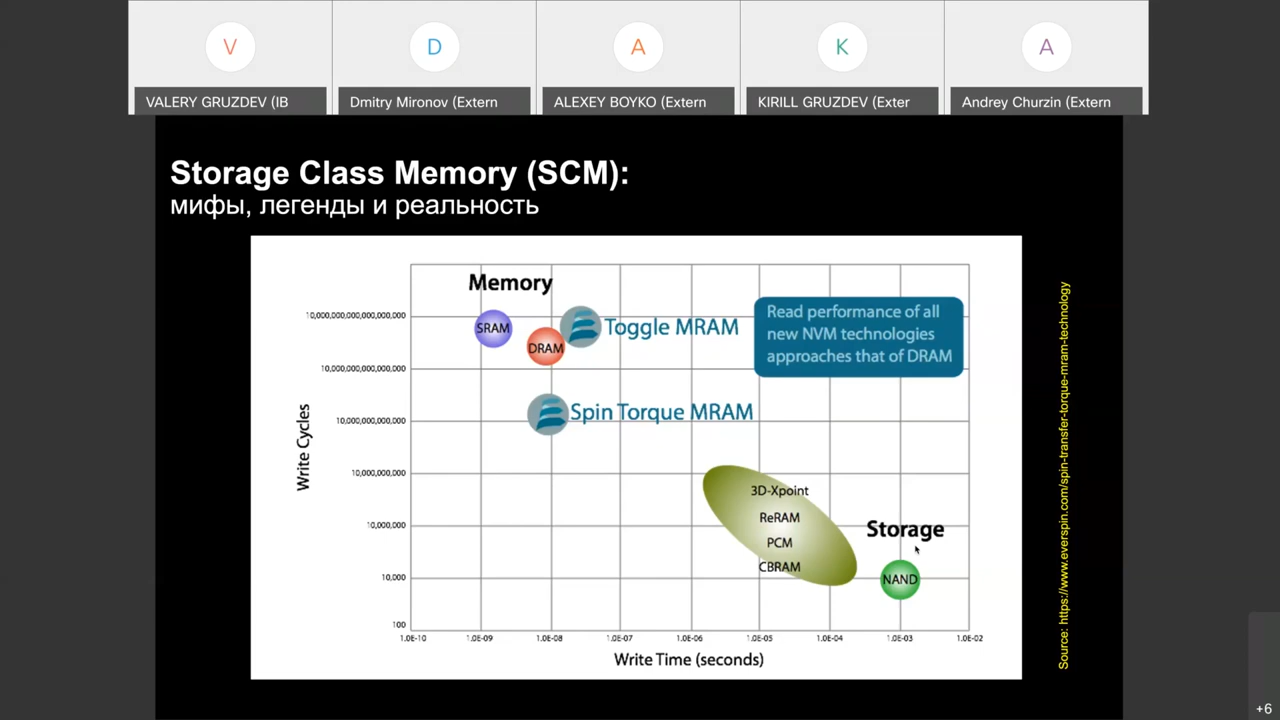 V
D
A
K
A
VALERY GRUZDEV (IB
Dmitry Mironov (Extern
ALEXEY BOYKO (Extern
KIRILL GRUZDEV (Exter
Andrey Churzin (Extern
Storage Class Memory (SCM):
мифы, легенды и реальность
Memory
10,000,000,000,000,000
SRAM
DRAM
Toggle MRAM
Read performance of all
new NVM technologies
approaches that of DRAM
10,000,000,000,000
Spin Torque MRAM
10,000,000,000,000
Write Cycles
10,000,000,000
3D-Xpoint
ReRAM
10,000,000
PCM
CBRAM
Storage
NAND
10,000
100
1.0E-10
1.0E-09
1.0E-08
1.0E-07
1.0E-06
1.0E-05
1.0E-04
1.0E-03
1.0E-02
Write Time (seconds)
Source: https://www.everspin.com/spin-transfer-torque-mram-technology
+6